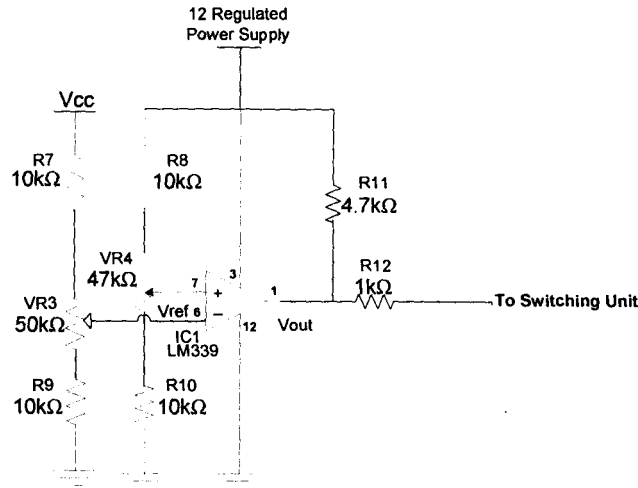 12 Regulated
Power Supply
Vcc
R7
10kΩ
R8
10kΩ
R11
4.7kΩ
VR4
47kΩ
7
3
+
R12
1kΩ
1
VR3
50kΩ
Vref 6
−
12
Vout
To Switching Unit
IC1
LM339
R9
10kΩ
R10
10kΩ